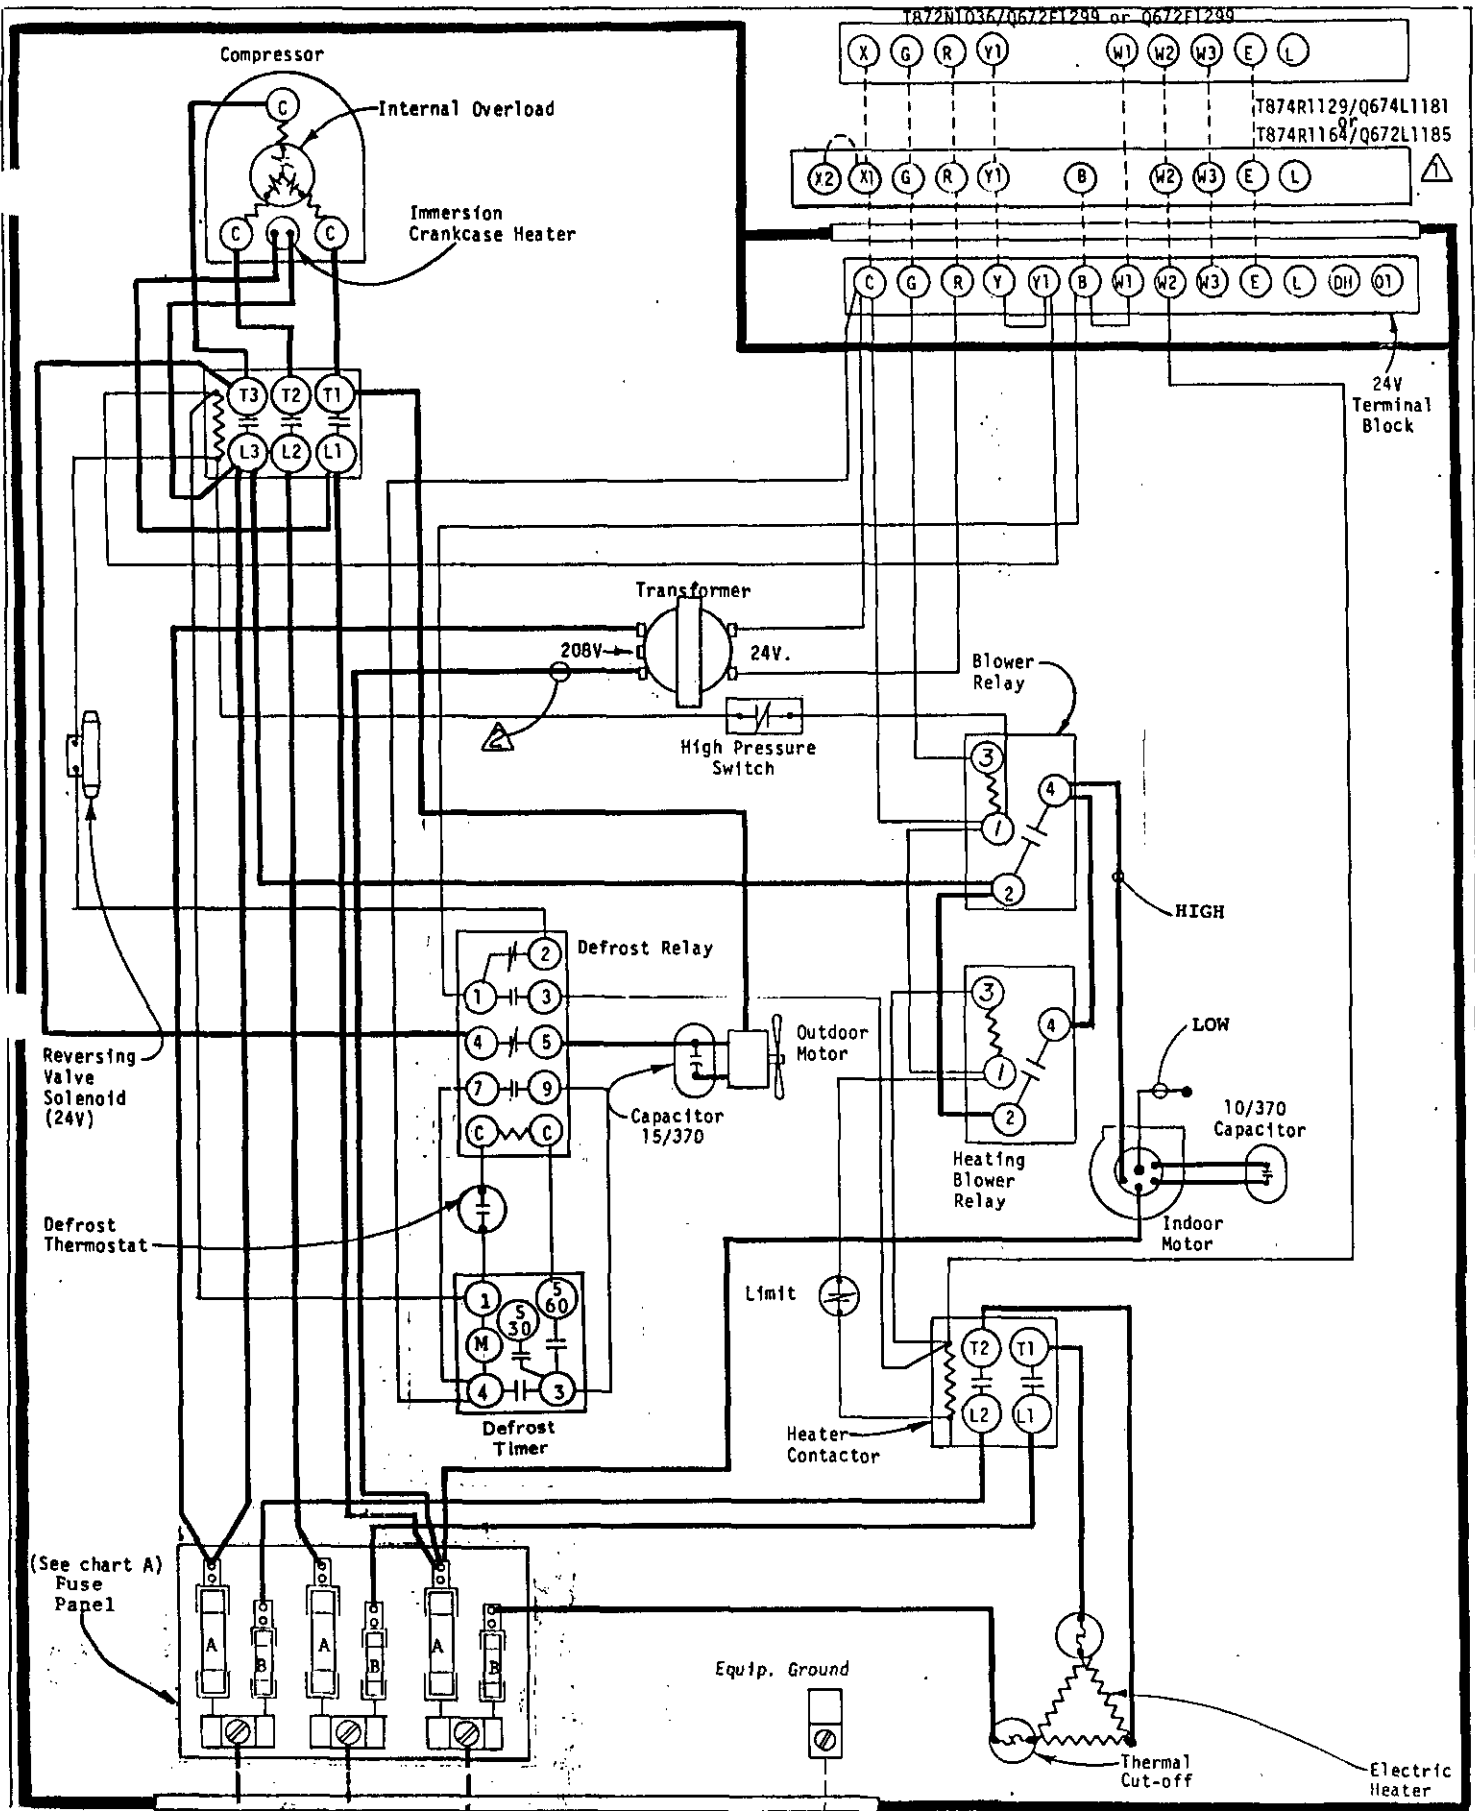 T872N1036/Q672F1299 or Q672F1299
X G R Y1 W1 W2 W3 E L
T874R1129/Q674L1181
or
T874R1164/Q672L1185
X2 X1 G R Y1 B W2 W3 E L
1
C G R Y Y1 B W1 W2 W3 E L DH O1
24V
Terminal
Block
Compressor
C
Internal Overload
Immersion
Crankcase Heater
C C
T3 T2 T1
L3 L2 L1
Transformer
208V
24V.
2
High Pressure
Switch
Blower
Relay
3
4
1
2
HIGH
Defrost Relay
2
1 3
4 5
7 9
C C
Outdoor
Motor
Capacitor
15/370
3
4
1
2
Heating
Blower
Relay
LOW
10/370
Capacitor
Indoor
Motor
Reversing
Valve
Solenoid
(24V)
Defrost
Thermostat
1
S
30
S
60
M
4 3
Defrost
Timer
Limit
T2 T1
L2 L1
Heater
Contactor
(See chart A)
Fuse
Panel
A B A B A B
Equip. Ground
Thermal
Cut-off
Electric
Heater